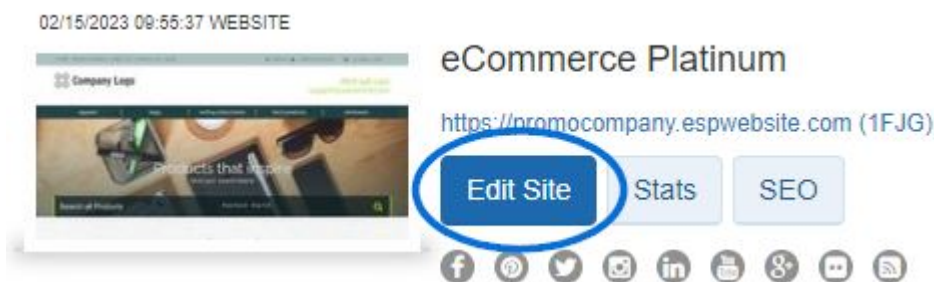 02/15/2023 09:55:37 WEBSITE
Company Logo
Products that inspire
Search all Products
eCommerce Platinum
https://promocompany.espwebsite.com (1FJG)
Edit Site
Stats
SEO